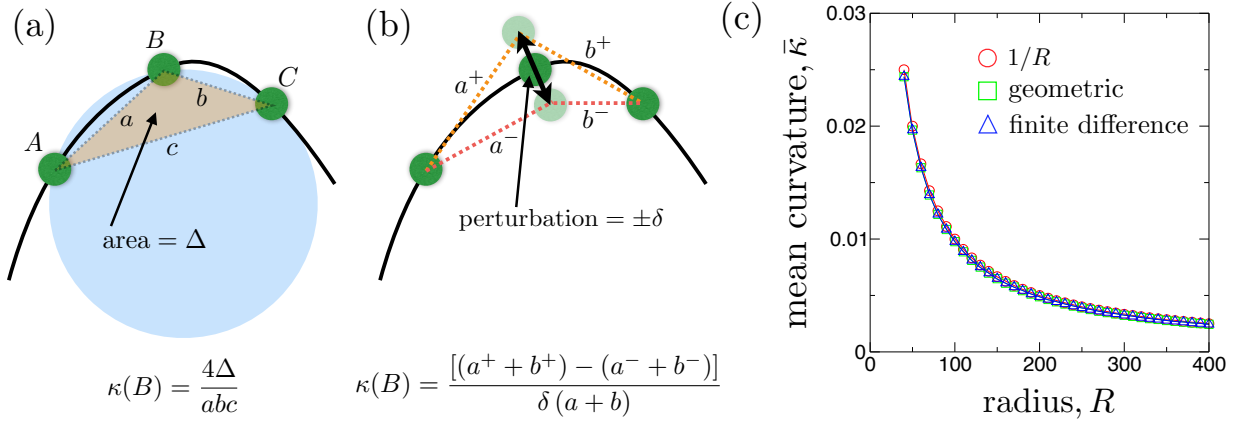 (a)
B
C
b
a
A
c
area = Δ
κ(B) = 4Δ / abc
(b)
b⁺
a⁺
b⁻
a⁻
perturbation = ±δ
κ(B) = [(a⁺ + b⁺) − (a⁻ + b⁻)] / δ (a + b)
(c)
mean curvature, κ̄
0.03
0.02
0.01
0
0 100 200 300 400
radius, R
1/R
geometric
finite difference